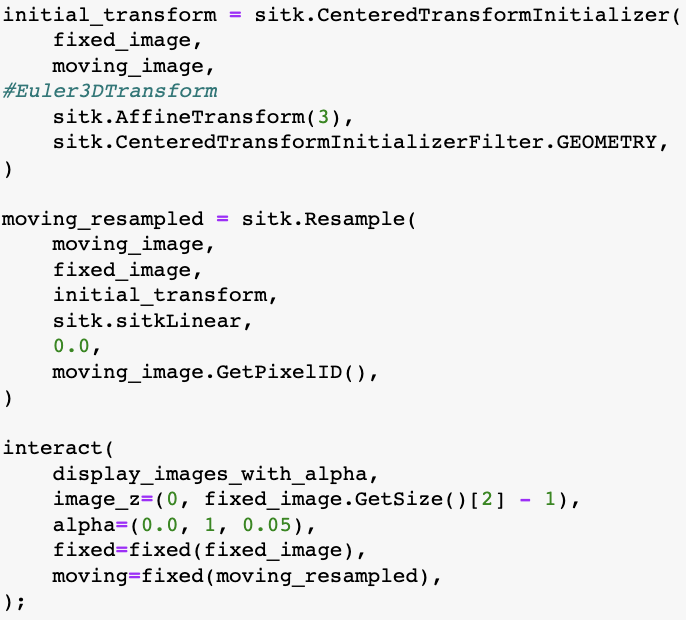 initial_transform = sitk.CenteredTransformInitializer(
    fixed_image,
    moving_image,
#Euler3DTransform
    sitk.AffineTransform(3),
    sitk.CenteredTransformInitializerFilter.GEOMETRY,
)

moving_resampled = sitk.Resample(
    moving_image,
    fixed_image,
    initial_transform,
    sitk.sitkLinear,
    0.0,
    moving_image.GetPixelID(),
)

interact(
    display_images_with_alpha,
    image_z=(0, fixed_image.GetSize()[2] - 1),
    alpha=(0.0, 1, 0.05),
    fixed=fixed(fixed_image),
    moving=fixed(moving_resampled),
);